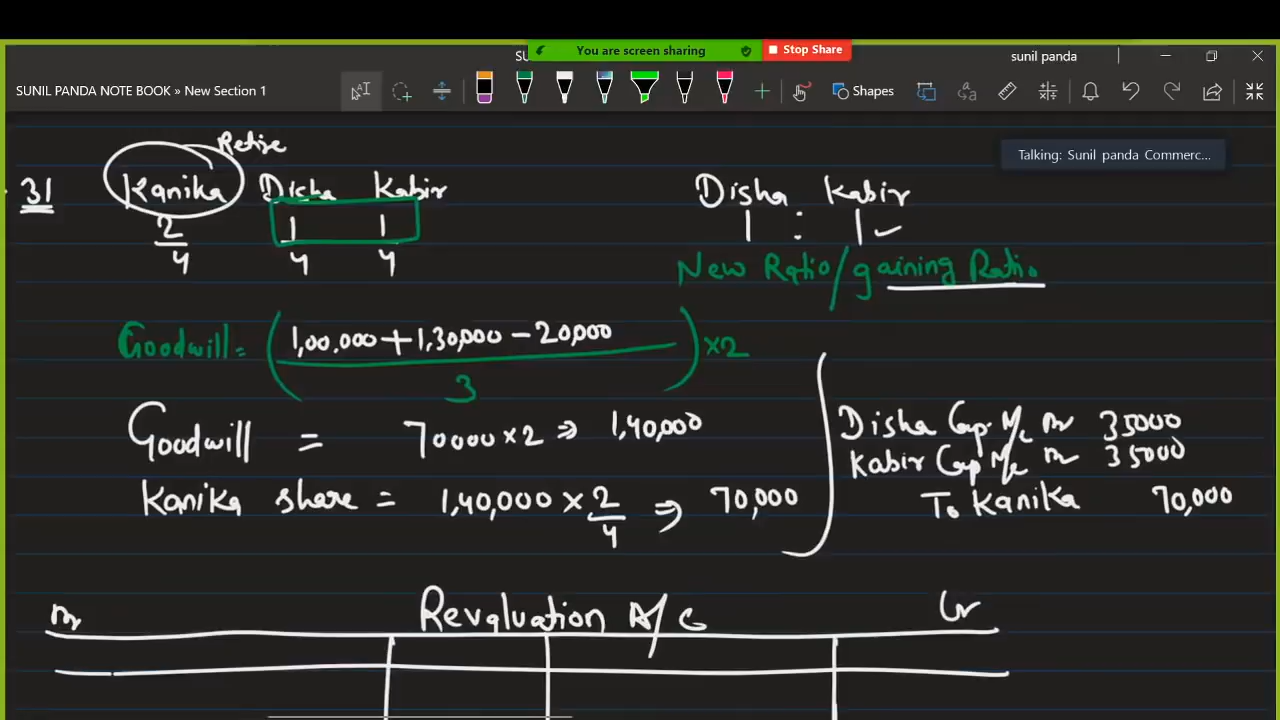 SU
You are screen sharing
Stop Share
sunil panda
SUNIL PANDA NOTE BOOK » New Section 1
Shapes
Talking: Sunil panda Commerc...
Retire
31 Kanika Disha Kabir
2/4 1/4 1/4
Disha Kabir
1 : 1
New Ratio/gaining Ratio
Goodwill = (1,00,000 + 1,30,000 - 20,000 / 3) ×2
Goodwill = 70000 × 2 ⇒ 1,40,000
Kanika share = 1,40,000 × 2/4 ⇒ 70,000
Disha Cap. A/c Dr 35000
Kabir Cap A/c Dr 35000
To Kanika 70,000
Dr Revaluation A/C Cr